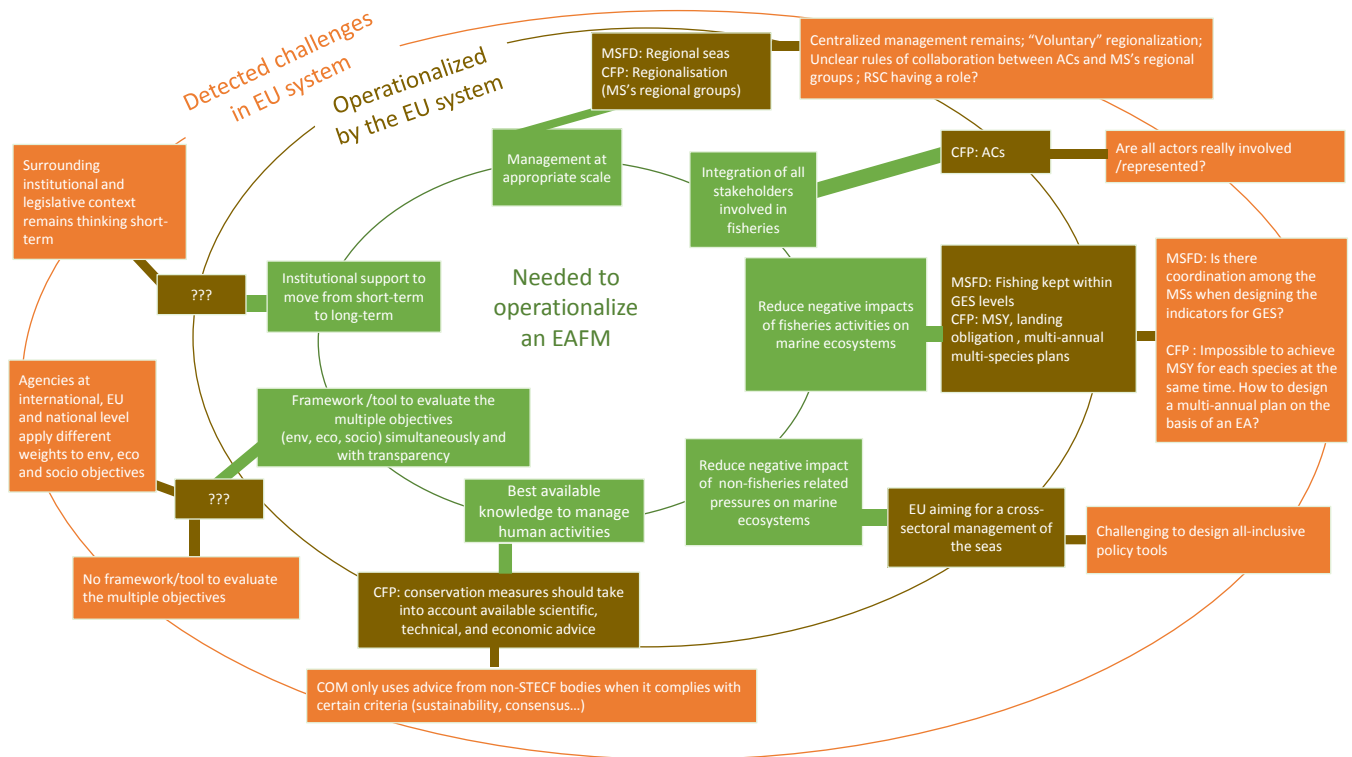 Detected challenges
in EU system
Operationalized
by the EU system
MSFD: Regional seas
CFP: Regionalisation
(MS's regional groups)
Centralized management remains; "Voluntary" regionalization;
Unclear rules of collaboration between ACs and MS's regional
groups ; RSC having a role?
Management at
appropriate scale
Integration of all
stakeholders
involved in
fisheries
CFP: ACs
Are all actors really involved
/represented?
Surrounding
institutional and
legislative context
remains thinking short-
term
???
Institutional support to
move from short-term
to long-term
Needed to
operationalize
an EAFM
Reduce negative impacts
of fisheries activities on
marine ecosystems
MSFD: Fishing kept within
GES levels
CFP: MSY, landing
obligation , multi-annual
multi-species plans
MSFD: Is there
coordination among the
MSs when designing the
indicators for GES?
CFP : Impossible to achieve
MSY for each species at the
same time. How to design
a multi-annual plan on the
basis of an EA?
Agencies at
international, EU
and national level
apply different
weights to env, eco
and socio objectives
???
Framework /tool to evaluate the
multiple objectives
(env, eco, socio) simultaneously and
with transparency
Best available
knowledge to manage
human activities
Reduce negative impact
of non-fisheries related
pressures on marine
ecosystems
EU aiming for a cross-
sectoral management of
the seas
Challenging to design all-inclusive
policy tools
No framework/tool to evaluate
the multiple objectives
CFP: conservation measures should take
into account available scientific,
technical, and economic advice
COM only uses advice from non-STECF bodies when it complies with
certain criteria (sustainability, consensus…)